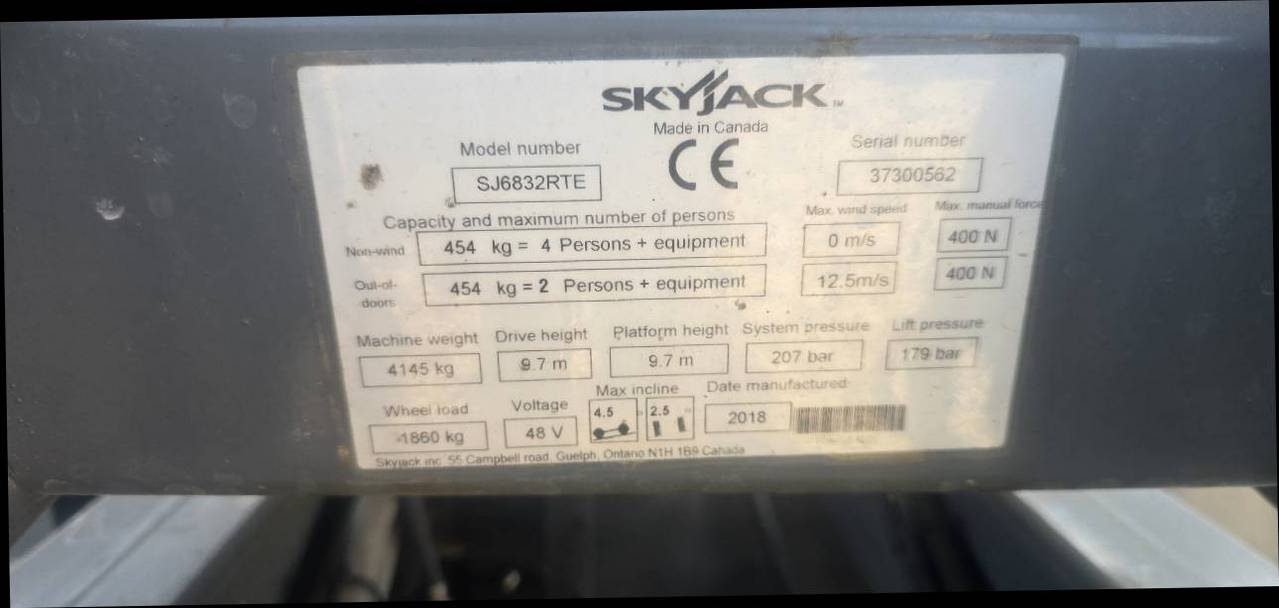 SKYJACK TM
Made in Canada
CE
Model number
SJ6832RTE
Serial number
37300562
Capacity and maximum number of persons
Max. wind speed
Max. manual force
Non-wind
454 kg = 4 Persons + equipment
0 m/s
400 N
Out-of-doors
454 kg = 2 Persons + equipment
12.5m/s
400 N
Machine weight
Drive height
Platform height
System pressure
Lift pressure
4145 kg
9.7 m
9.7 m
207 bar
179 bar
Wheel load
Voltage
Max incline
Date manufactured
1860 kg
48 V
4.5 °
2.5 °
2018
Skyjack inc. 55 Campbell road, Guelph, Ontario N1H 1B9 Canada